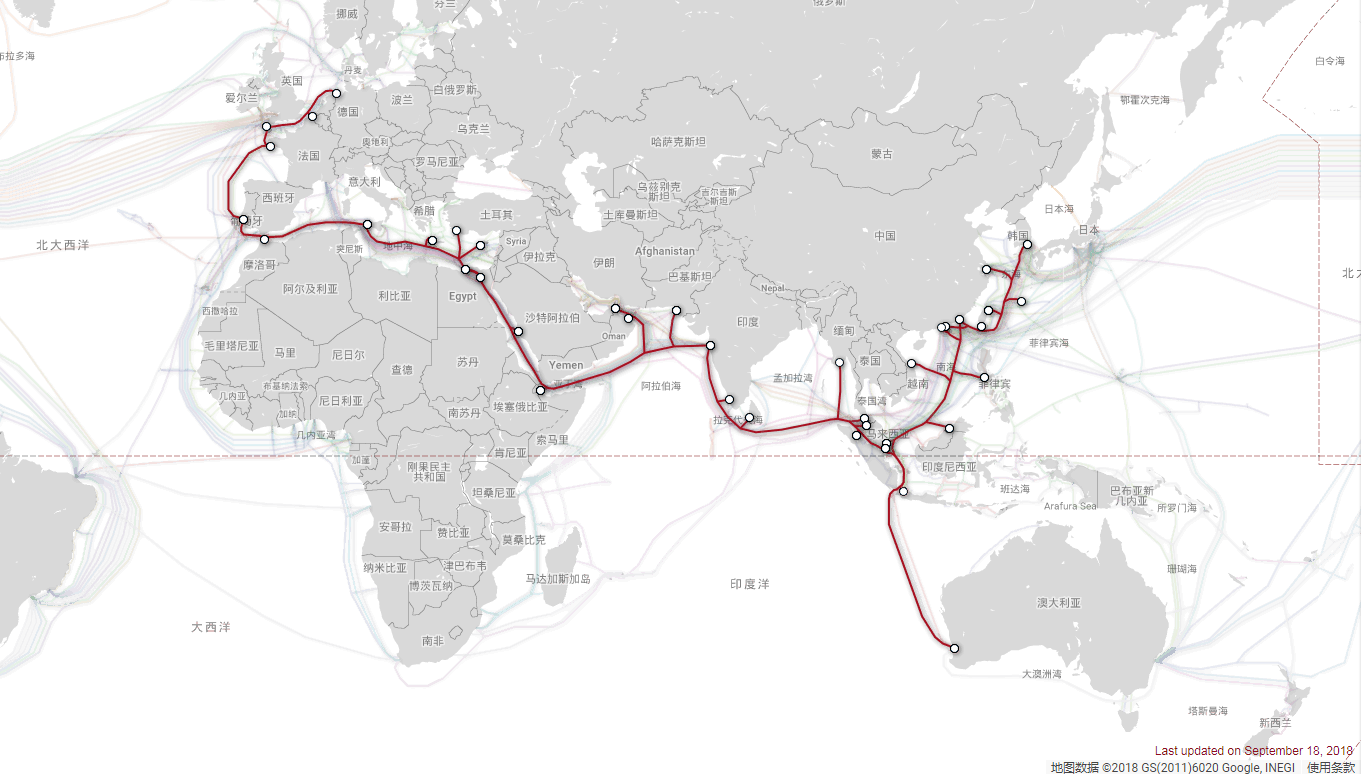 挪威
分兰
俄罗斯
布拉多海
英国
丹麦
白令海
爱尔兰
波兰
白俄罗斯
鄂霍次克海
德国
乌克兰
奥地利
哈萨克斯坦
蒙古
法国
罗马尼亚
意大利
乌兹别克
斯坦
吉尔吉斯
斯坦
西班牙
希腊
土耳其
土库曼斯坦
日本海
日本
韩国
中国
北大西洋
突尼斯
地中海
Syria
伊拉克
Afghanistan
摩洛哥
伊朗
巴基斯坦
阿尔及利亚
利比亚
Egypt
Nepal
西撒哈拉
沙特阿拉伯
印度
缅甸
Oman
菲律宾海
毛里塔尼亚
马里
尼日尔
苏丹
Yemen
泰国
乍得
南海
布基纳法索
阿拉伯海
孟加拉湾
越南
菲律宾
几内亚
尼日利亚
泰国湾
加纳
南苏丹
埃塞俄比亚
几内亚湾
索马里
马来西亚
肯尼亚
加蓬
刚果民主
共和国
印度尼西亚
坦桑尼亚
班达海
巴布亚新
几内亚
Arafura Sea
所罗门海
安哥拉
赞比亚
莫桑比克
纳米比亚
津巴布韦
珊瑚海
博茨瓦纳
马达加斯加岛
印度洋
澳大利亚
大西洋
南非
大澳洲湾
塔斯曼海
新西兰
Last updated on September 18, 2018
地图数据 ©2018 GS(2011)6020 Google, INEGI 使用条款